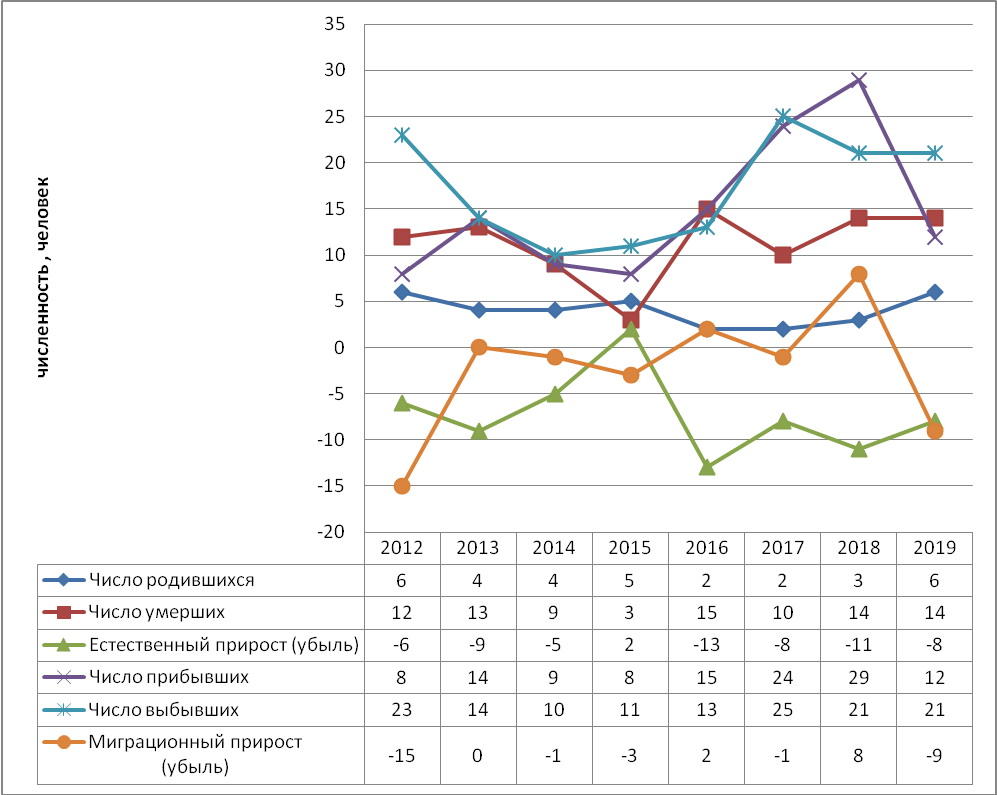 численность , человек
35
30
25
20
15
10
5
0
-5
-10
-15
-20
2012 2013 2014 2015 2016 2017 2018 2019
Число родившихся 6 4 4 5 2 2 3 6
Число умерших 12 13 9 3 15 10 14 14
Естественный прирост (убыль) -6 -9 -5 2 -13 -8 -11 -8
Число прибывших 8 14 9 8 15 24 29 12
Число выбывших 23 14 10 11 13 25 21 21
Миграционный прирост
(убыль) -15 0 -1 -3 2 -1 8 -9